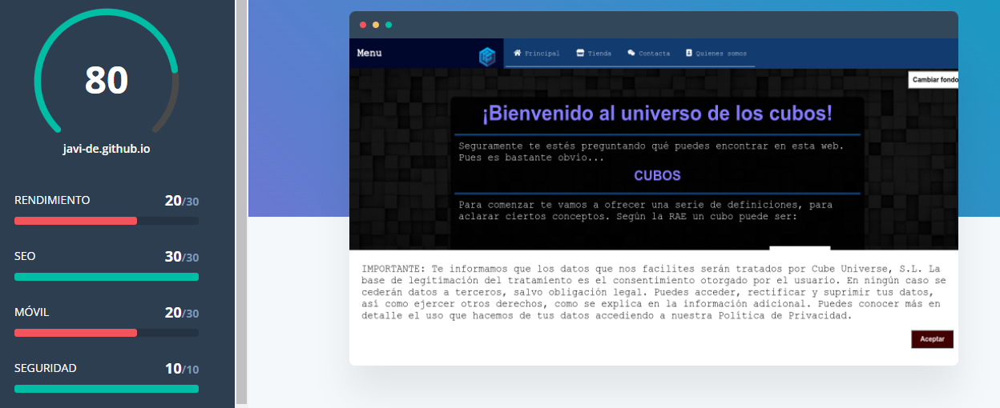 80
javi-de.github.io
RENDIMIENTO 20/30
SEO 30/30
MÓVIL 20/30
SEGURIDAD 10/10
Menu Principal Tienda Contacta Quienes somos
Cambiar fondo
¡Bienvenido al universo de los cubos!
Seguramente te estés preguntando qué puedes encontrar en esta web.
Pues es bastante obvio...
CUBOS
Para comenzar te vamos a ofrecer una serie de definiciones, para
aclarar ciertos conceptos. Según la RAE un cubo puede ser:
IMPORTANTE: Te informamos que los datos que nos facilites serán tratados por Cube Universe, S.L. La
base de legitimación del tratamiento es el consentimiento otorgado por el usuario. En ningún caso se
cederán datos a terceros, salvo obligación legal. Puedes acceder, rectificar y suprimir tus datos,
así como ejercer otros derechos, como se explica en la información adicional. Puedes conocer más en
detalle el uso que hacemos de tus datos accediendo a nuestra Política de Privacidad.
Aceptar